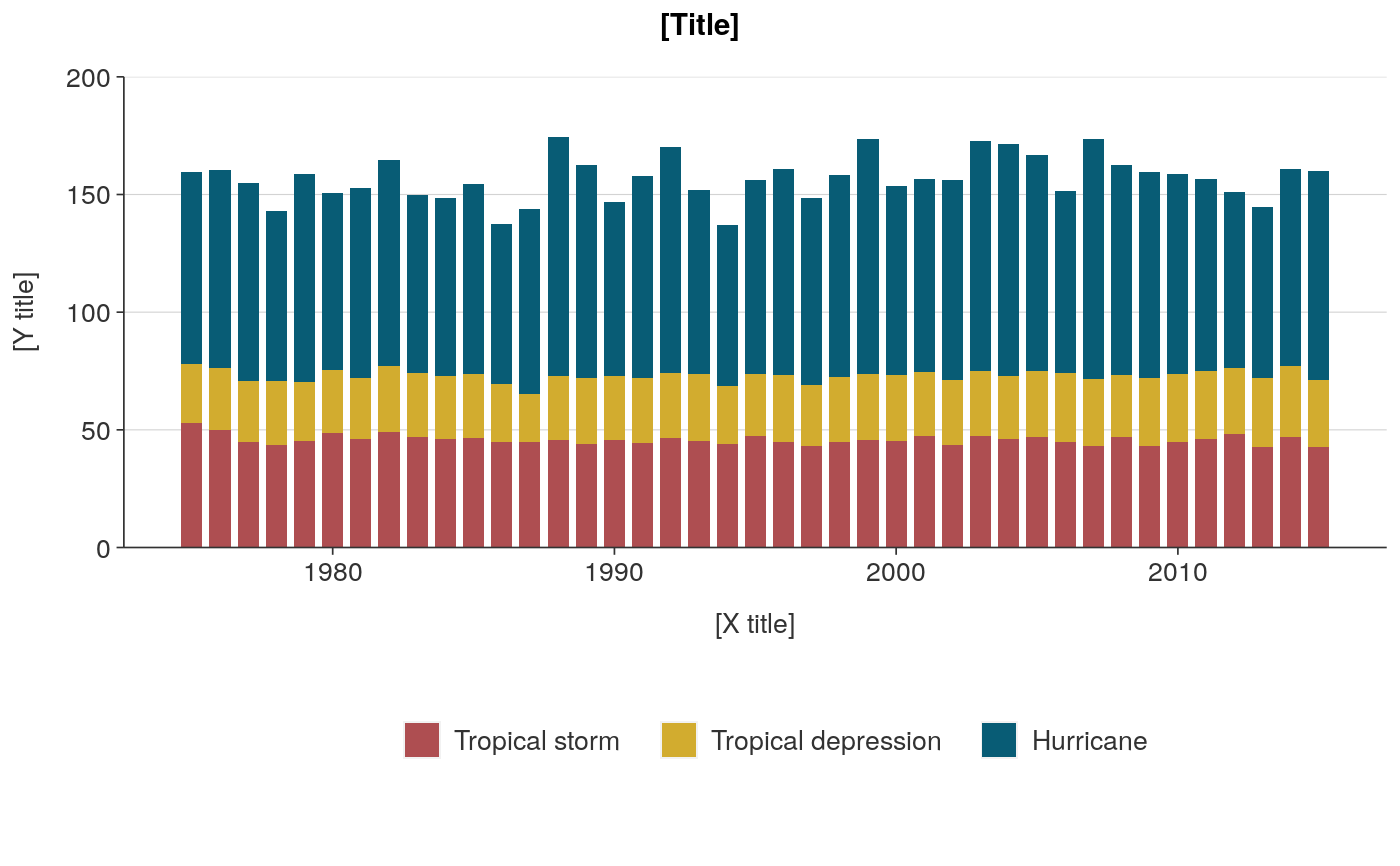 [Title]
200
150
100
50
0
[Y title]
1980 1990 2000 2010
[X title]
Tropical storm Tropical depression Hurricane